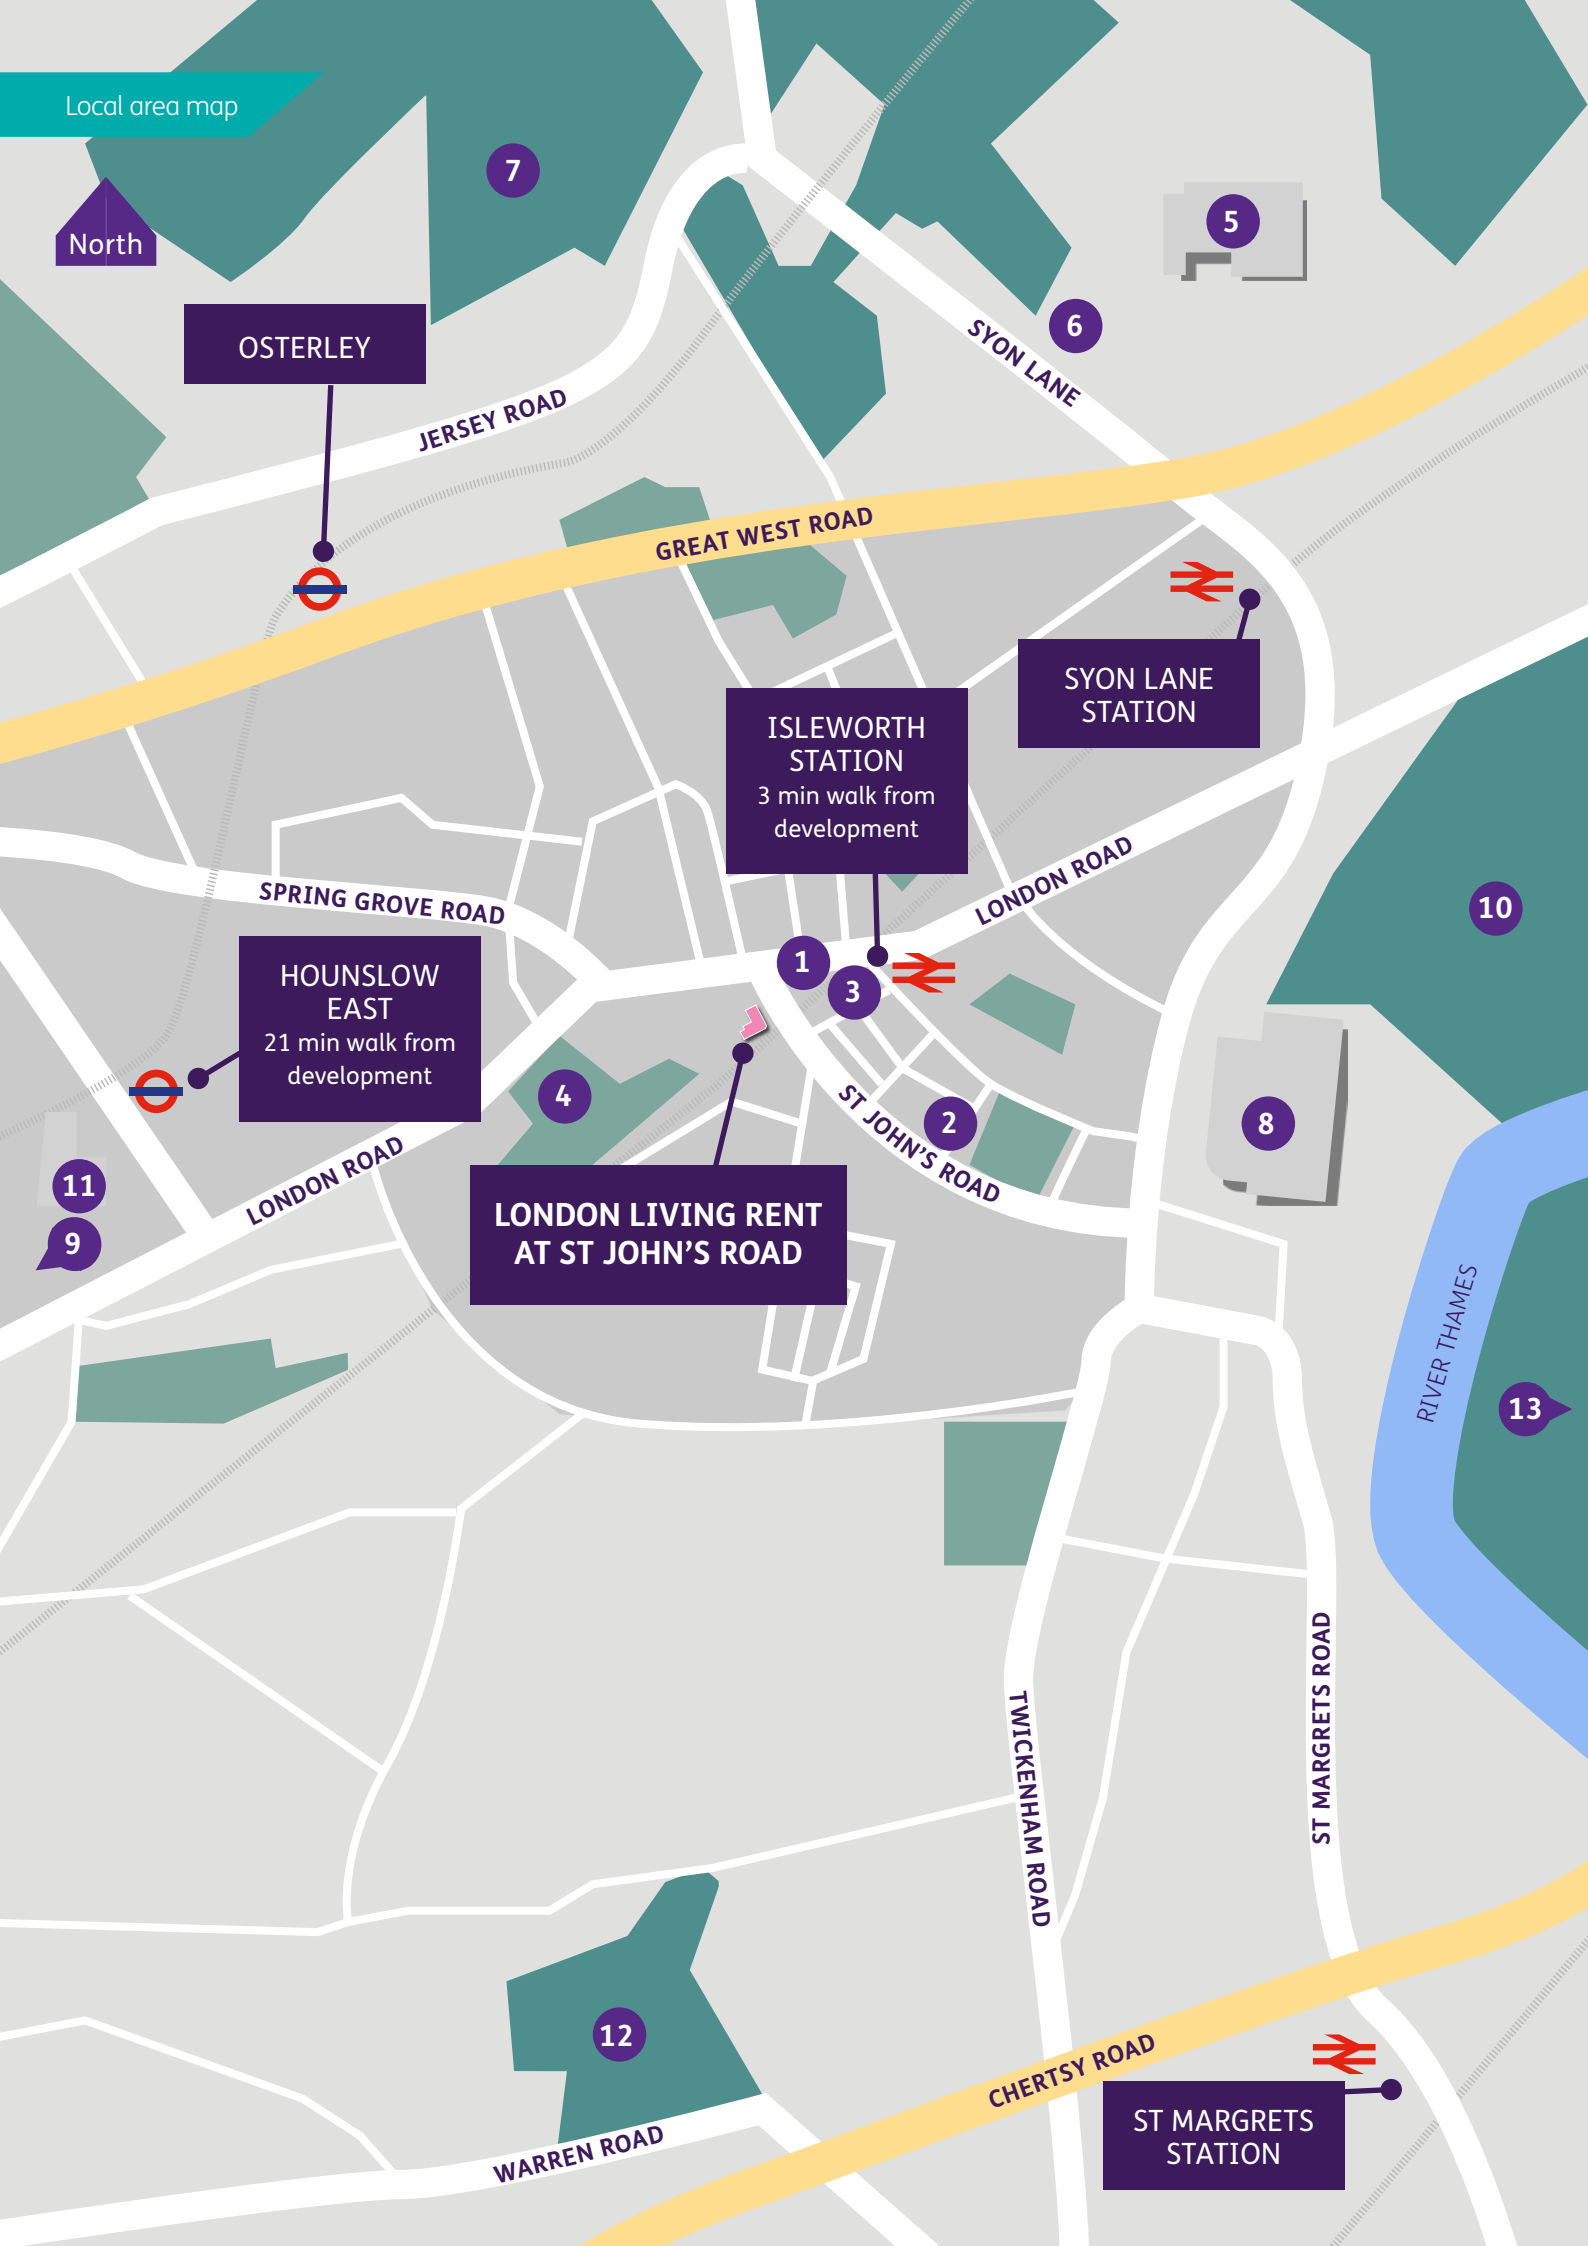 Local area map
7
North
5
OSTERLEY
6
SYON LANE
JERSEY ROAD
GREAT WEST ROAD
SYON LANE
STATION
ISLEWORTH
STATION
3 min walk from
development
LONDON ROAD
SPRING GROVE ROAD
10
1
3
HOUNSLOW
EAST
21 min walk from
development
4
2
8
ST JOHN'S ROAD
LONDON ROAD
11
9
LONDON LIVING RENT
AT ST JOHN'S ROAD
RIVER THAMES
13
ST MARGRETS ROAD
TWICKENHAM ROAD
12
CHERTSY ROAD
ST MARGRETS
STATION
WARREN ROAD